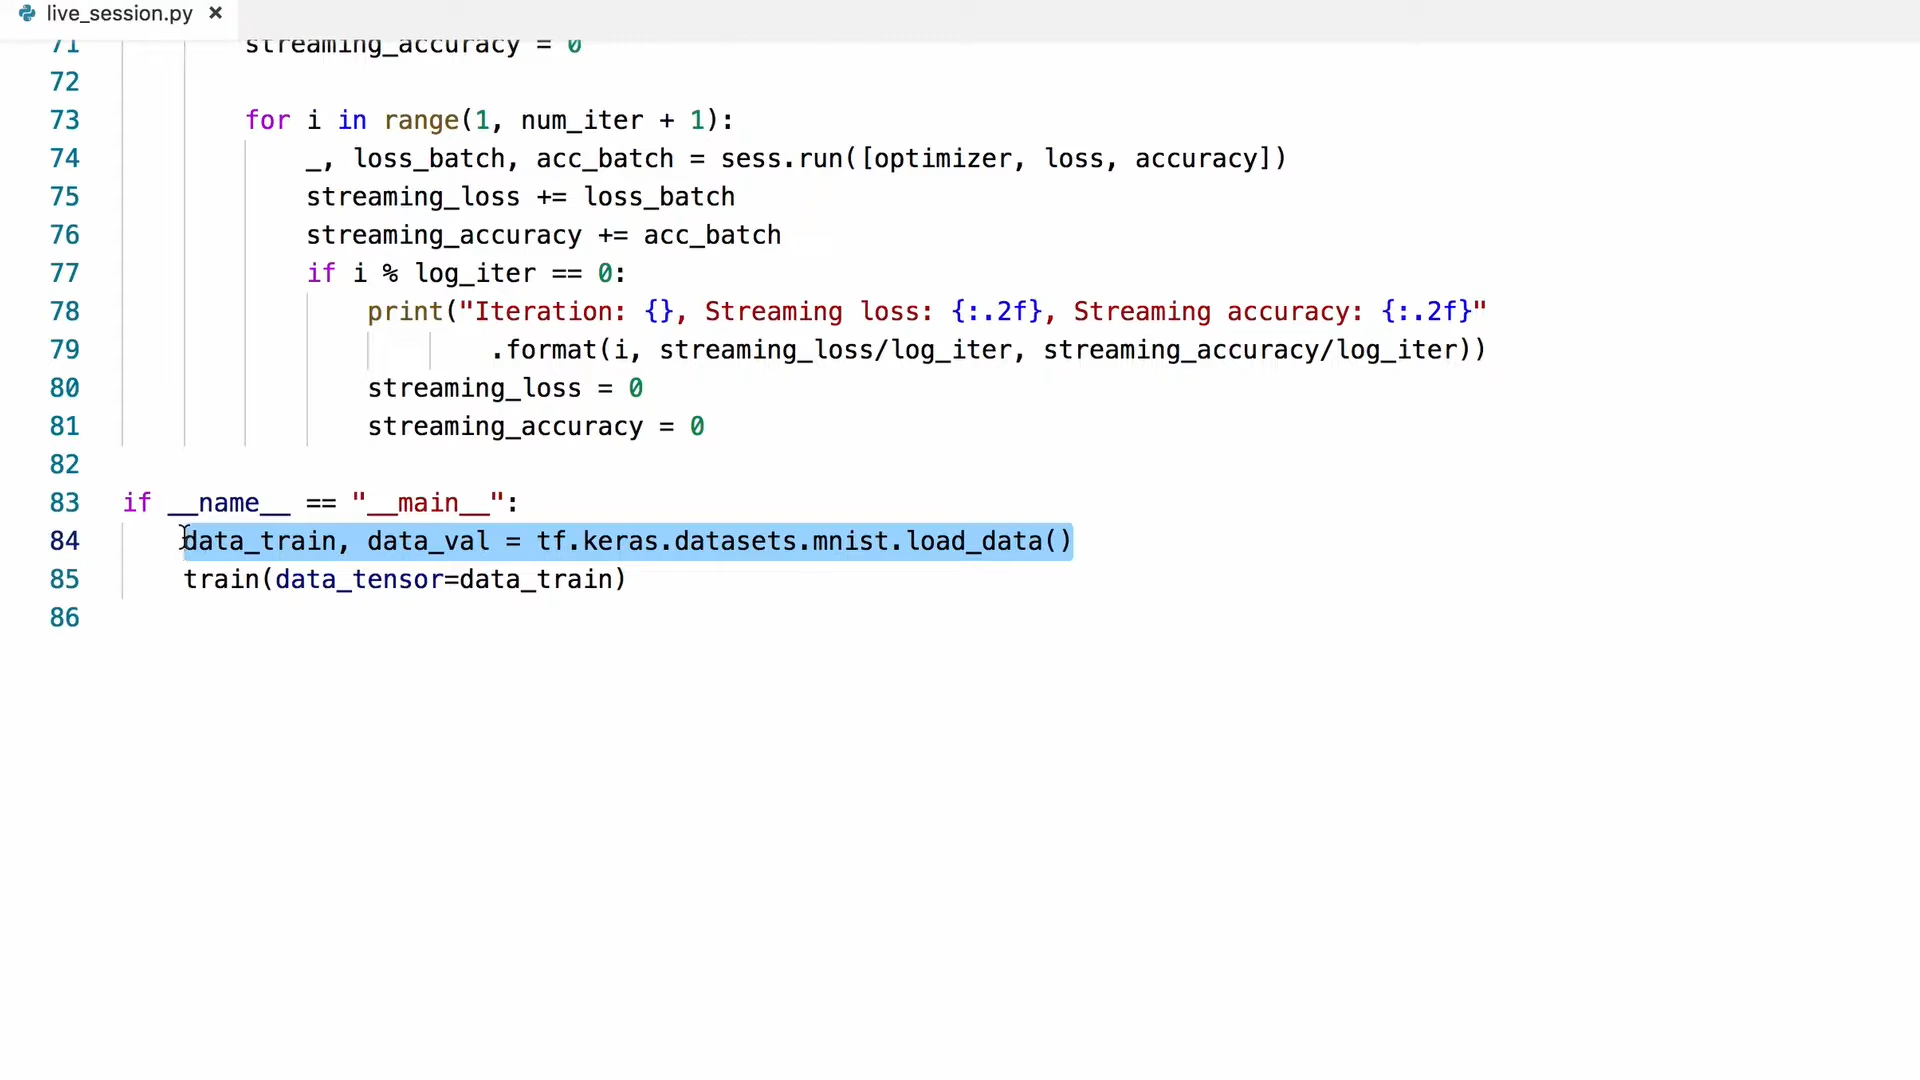 live_session.py ×
71 streaming_accuracy = 0
72
73 for i in range(1, num_iter + 1):
74 _, loss_batch, acc_batch = sess.run([optimizer, loss, accuracy])
75 streaming_loss += loss_batch
76 streaming_accuracy += acc_batch
77 if i % log_iter == 0:
78 print("Iteration: {}, Streaming loss: {:.2f}, Streaming accuracy: {:.2f}"
79 .format(i, streaming_loss/log_iter, streaming_accuracy/log_iter))
80 streaming_loss = 0
81 streaming_accuracy = 0
82
83 if __name__ == "__main__":
84 data_train, data_val = tf.keras.datasets.mnist.load_data()
85 train(data_tensor=data_train)
86